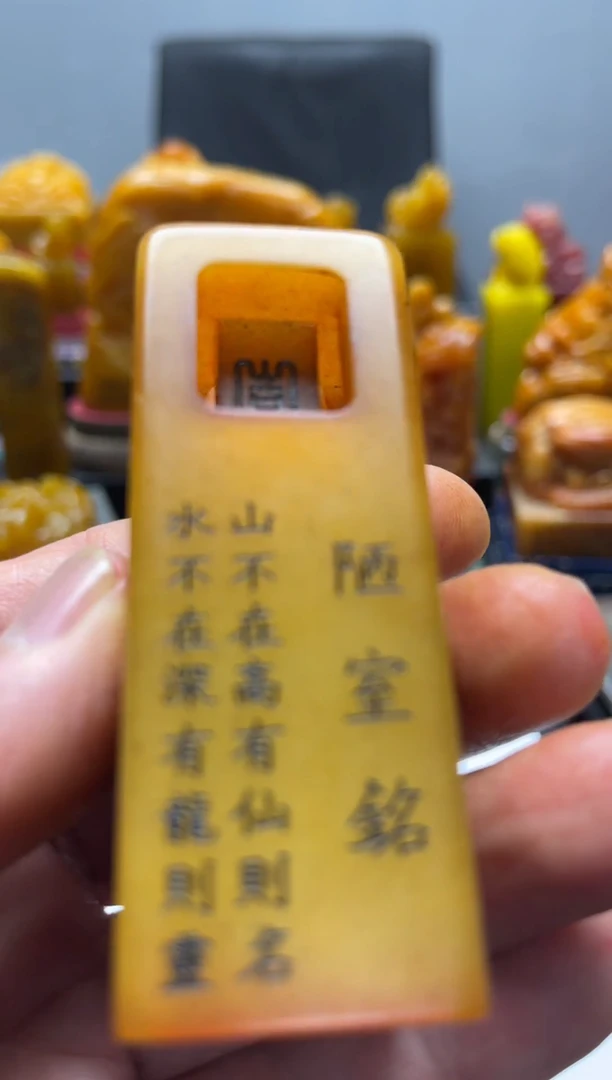 陋室銘
山不在高有仙則名
水不在深有龍則靈